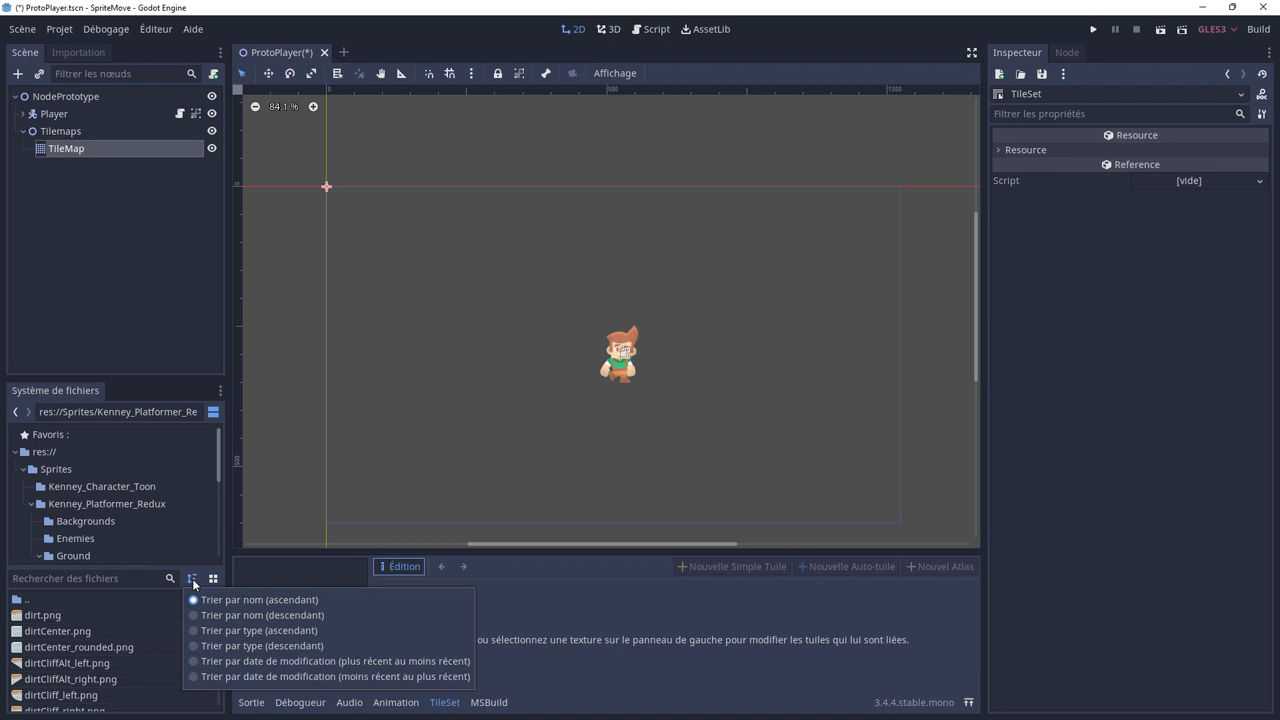 (*) ProtoPlayer.tscn - SpriteMove - Godot Engine
Scène Projet Débogage Éditeur Aide
2D 3D Script AssetLib
GLES3 Build
Scène Importation
Filtrer les nœuds
NodePrototype
Player
Tilemaps
TileMap
Système de fichiers
res://Sprites/Kenney_Platformer_Re
Favoris :
res://
Sprites
Kenney_Character_Toon
Kenney_Platformer_Redux
Backgrounds
Enemies
Ground
Rechercher des fichiers
..
dirt.png
dirtCenter.png
dirtCenter_rounded.png
dirtCliffAlt_left.png
dirtCliffAlt_right.png
dirtCliff_left.png
dirtCliff_right.png
Trier par nom (ascendant)
Trier par nom (descendant)
Trier par type (ascendant)
Trier par type (descendant)
Trier par date de modification (plus récent au moins récent)
Trier par date de modification (moins récent au plus récent)
ProtoPlayer(*)
Affichage
84.1 %
0
500
1000
0
500
Édition
Nouvelle Simple Tuile Nouvelle Auto-tuile Nouvel Atlas
ou sélectionnez une texture sur le panneau de gauche pour modifier les tuiles qui lui sont liées.
Sortie Débogueur Audio Animation TileSet MSBuild
3.4.4.stable.mono
Inspecteur Node
TileSet
Filtrer les propriétés
Resource
Resource
Reference
Script [vide]